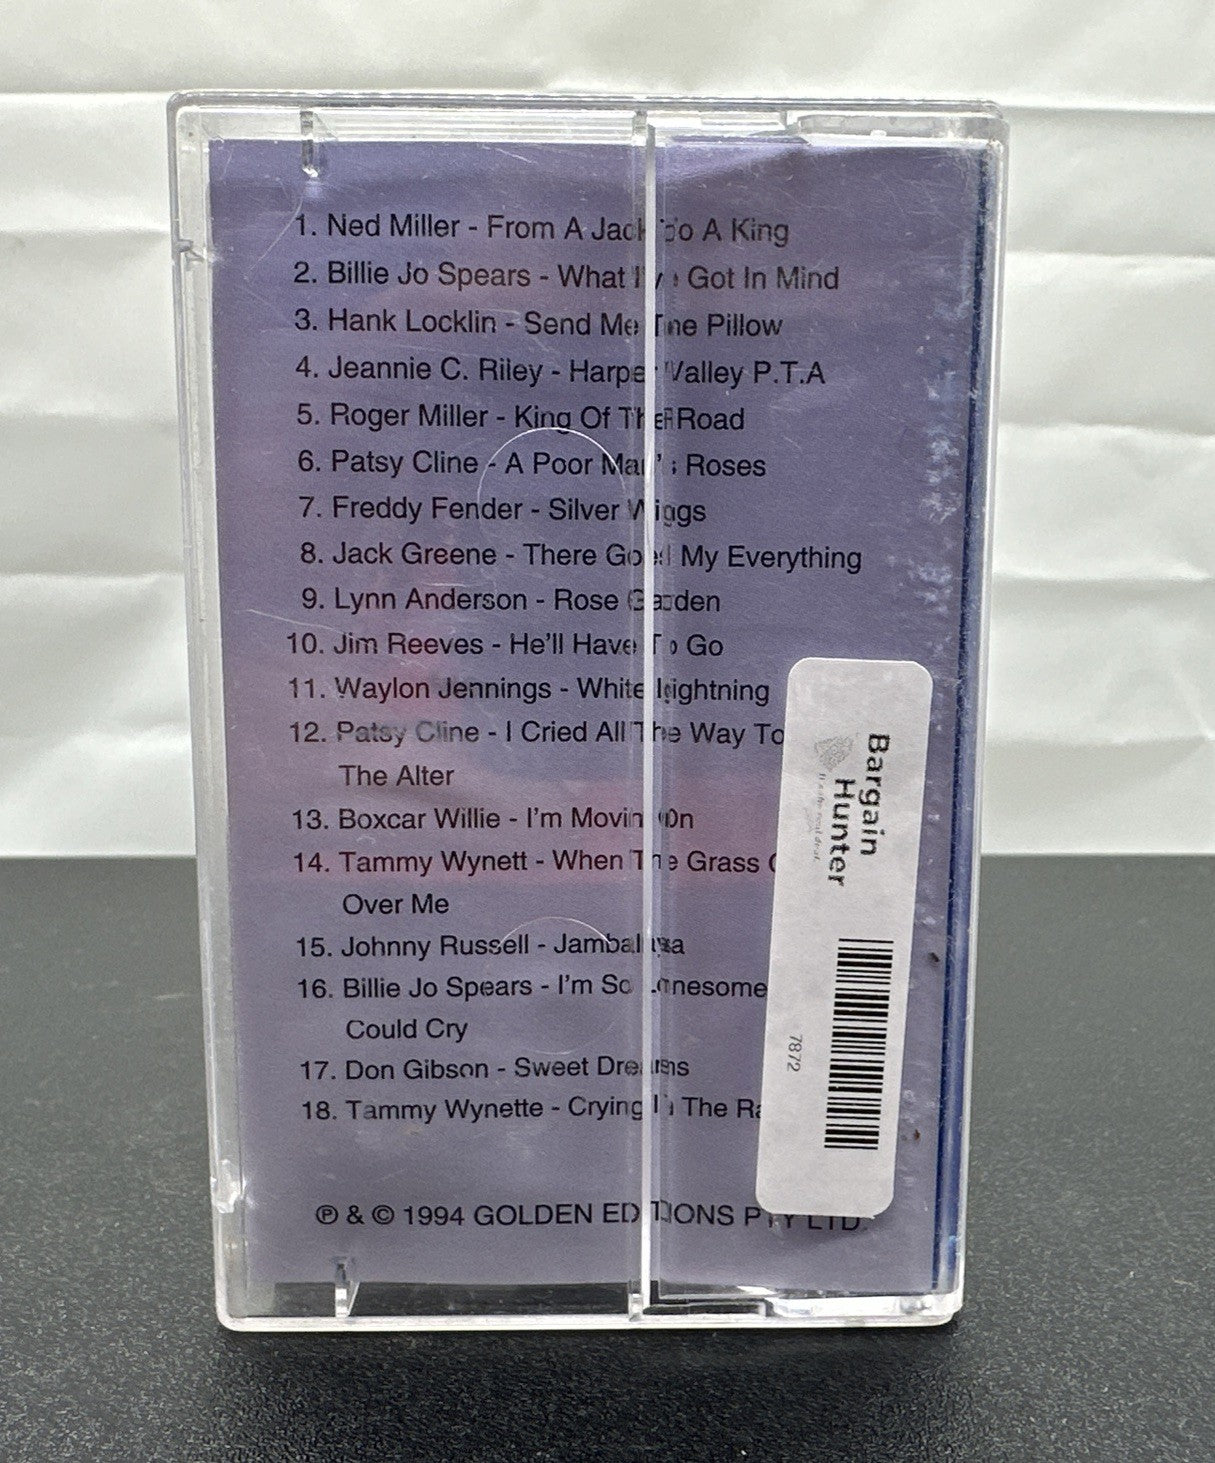 1. Ned Miller - From A Jack To A King
2. Billie Jo Spears - What I've Got In Mind
3. Hank Locklin - Send Me The Pillow
4. Jeannie C. Riley - Harper Valley P.T.A
5. Roger Miller - King Of The Road
6. Patsy Cline - A Poor Man's Roses
7. Freddy Fender - Silver Wiggs
8. Jack Greene - There Goes My Everything
9. Lynn Anderson - Rose Garden
10. Jim Reeves - He'll Have To Go
11. Waylon Jennings - White Lightning
12. Patsy Cline - I Cried All The Way To
The Alter
13. Boxcar Willie - I'm Movin' On
14. Tammy Wynett - When The Grass
Over Me
15. Johnny Russell - Jambalaya
16. Billie Jo Spears - I'm So Lonesome
Could Cry
17. Don Gibson - Sweet Dreams
18. Tammy Wynette - Crying In The
℗ & © 1994 GOLDEN EDITIONS PTY LTD
Bargain
Hunter
7872